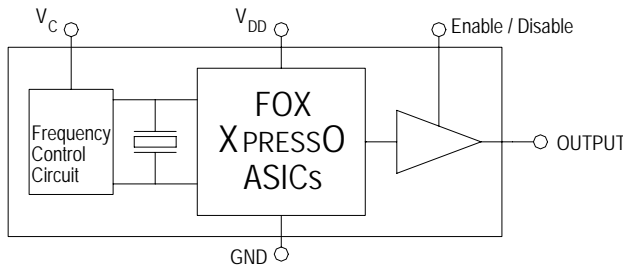 VC
VDD
Enable / Disable
Frequency
Control
Circuit
FOX
XPRESSO
ASICs
OUTPUT
GND